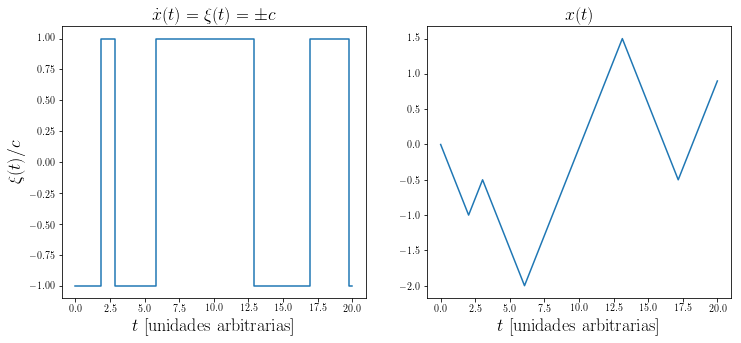 ẋ(t) = ξ(t) = ±c
1.00
0.75
0.50
0.25
0.00
−0.25
−0.50
−0.75
−1.00
ξ(t)/c
0.0 2.5 5.0 7.5 10.0 12.5 15.0 17.5 20.0
t [unidades arbitrarias]
x(t)
1.5
1.0
0.5
0.0
−0.5
−1.0
−1.5
−2.0
0.0 2.5 5.0 7.5 10.0 12.5 15.0 17.5 20.0
t [unidades arbitrarias]